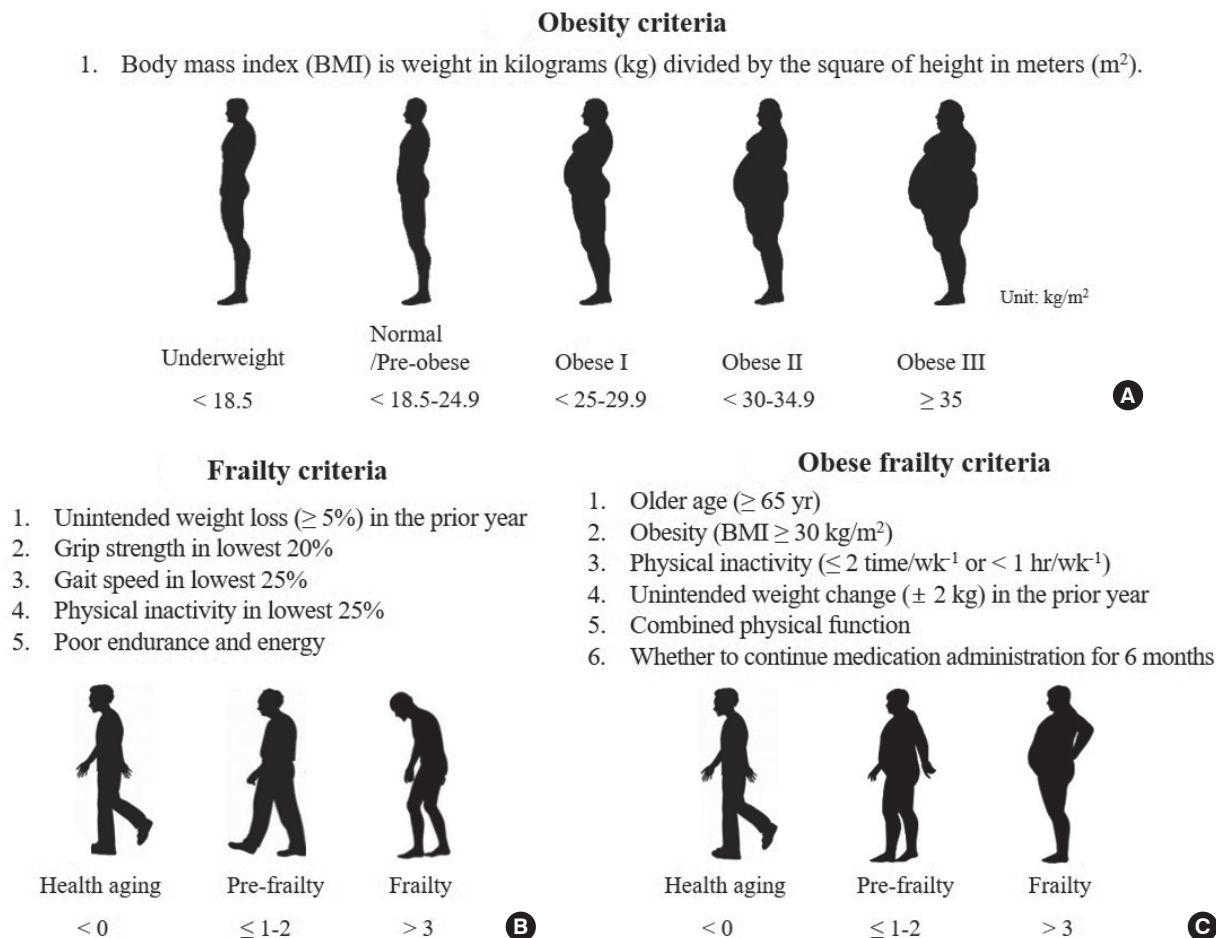 Obesity criteria
1. Body mass index (BMI) is weight in kilograms (kg) divided by the square of height in meters (m²).
Unit: kg/m²
Underweight
Normal
/Pre-obese
Obese I
Obese II
Obese III
< 18.5
< 18.5-24.9
< 25-29.9
< 30-34.9
≥ 35
A
Frailty criteria
1. Unintended weight loss (≥ 5%) in the prior year
2. Grip strength in lowest 20%
3. Gait speed in lowest 25%
4. Physical inactivity in lowest 25%
5. Poor endurance and energy
Health aging
Pre-frailty
Frailty
< 0
≤ 1-2
> 3
B
Obese frailty criteria
1. Older age (≥ 65 yr)
2. Obesity (BMI ≥ 30 kg/m²)
3. Physical inactivity (≤ 2 time/wk⁻¹ or < 1 hr/wk⁻¹)
4. Unintended weight change (± 2 kg) in the prior year
5. Combined physical function
6. Whether to continue medication administration for 6 months
Health aging
Pre-frailty
Frailty
< 0
≤ 1-2
> 3
C